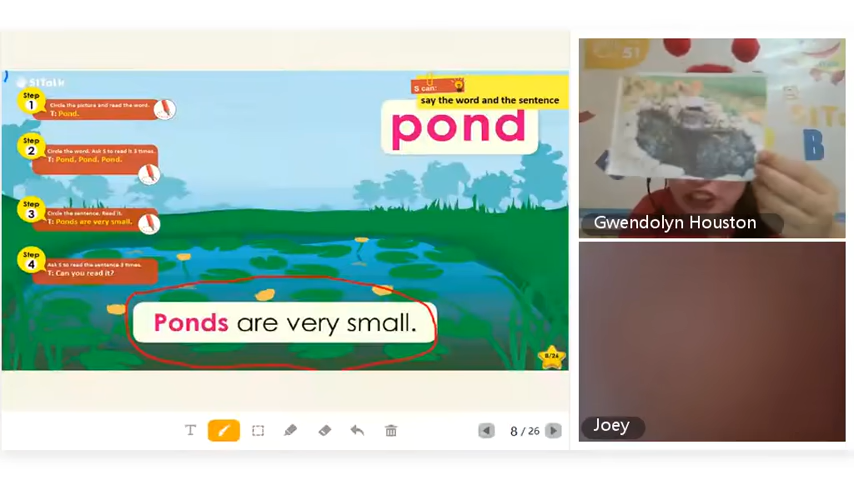 51Talk
Step
1
Circle the picture and read the word.
T: Pond.
Step
2
Circle the word. Ask S to read it 3 times.
T: Pond, Pond, Pond.
Step
3
Circle the sentence. Read it.
T: Ponds are very small.
Step
4
Ask S to read the sentence 3 times.
T: Can you read it?
S can:
say the word and the sentence
pond
Ponds are very small.
8/26
T
8 / 26
51
B
Gwendolyn Houston
Joey